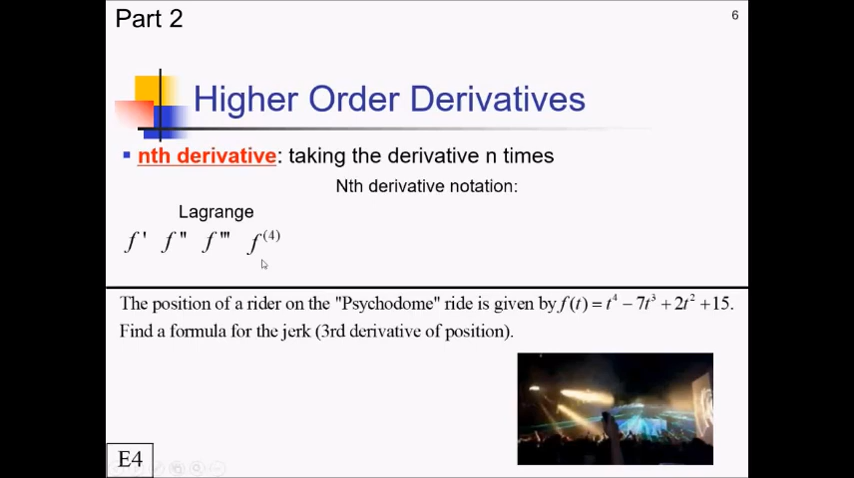 Part 2
6
Higher Order Derivatives
nth derivative: taking the derivative n times
Nth derivative notation:
Lagrange
f' f'' f''' f⁽⁴⁾
The position of a rider on the "Psychodome" ride is given by f(t) = t⁴ − 7t³ + 2t² + 15.
Find a formula for the jerk (3rd derivative of position).
E4